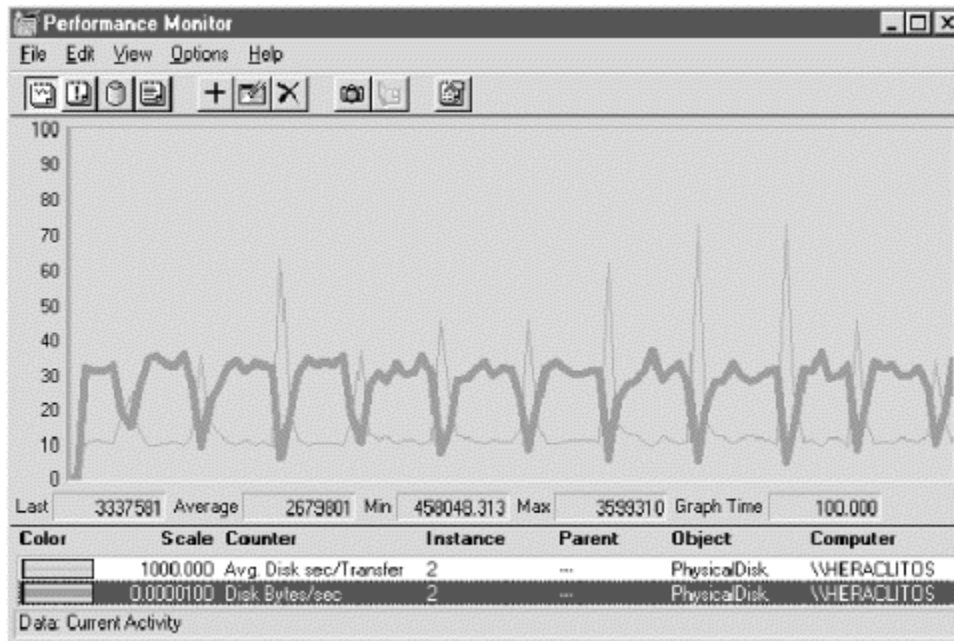 Performance Monitor
File Edit View Options Help
100
90
80
70
60
50
40
30
20
10
0
Last 3337581 Average 2679801 Min 458048.313 Max 3599310 Graph Time 100.000
Color Scale Counter Instance Parent Object Computer
1000.000 Avg. Disk sec/Transfer 2 --- PhysicalDisk \\HERACLITOS
0.0000100 Disk Bytes/sec 2 --- PhysicalDisk \\HERACLITOS
Data: Current Activity